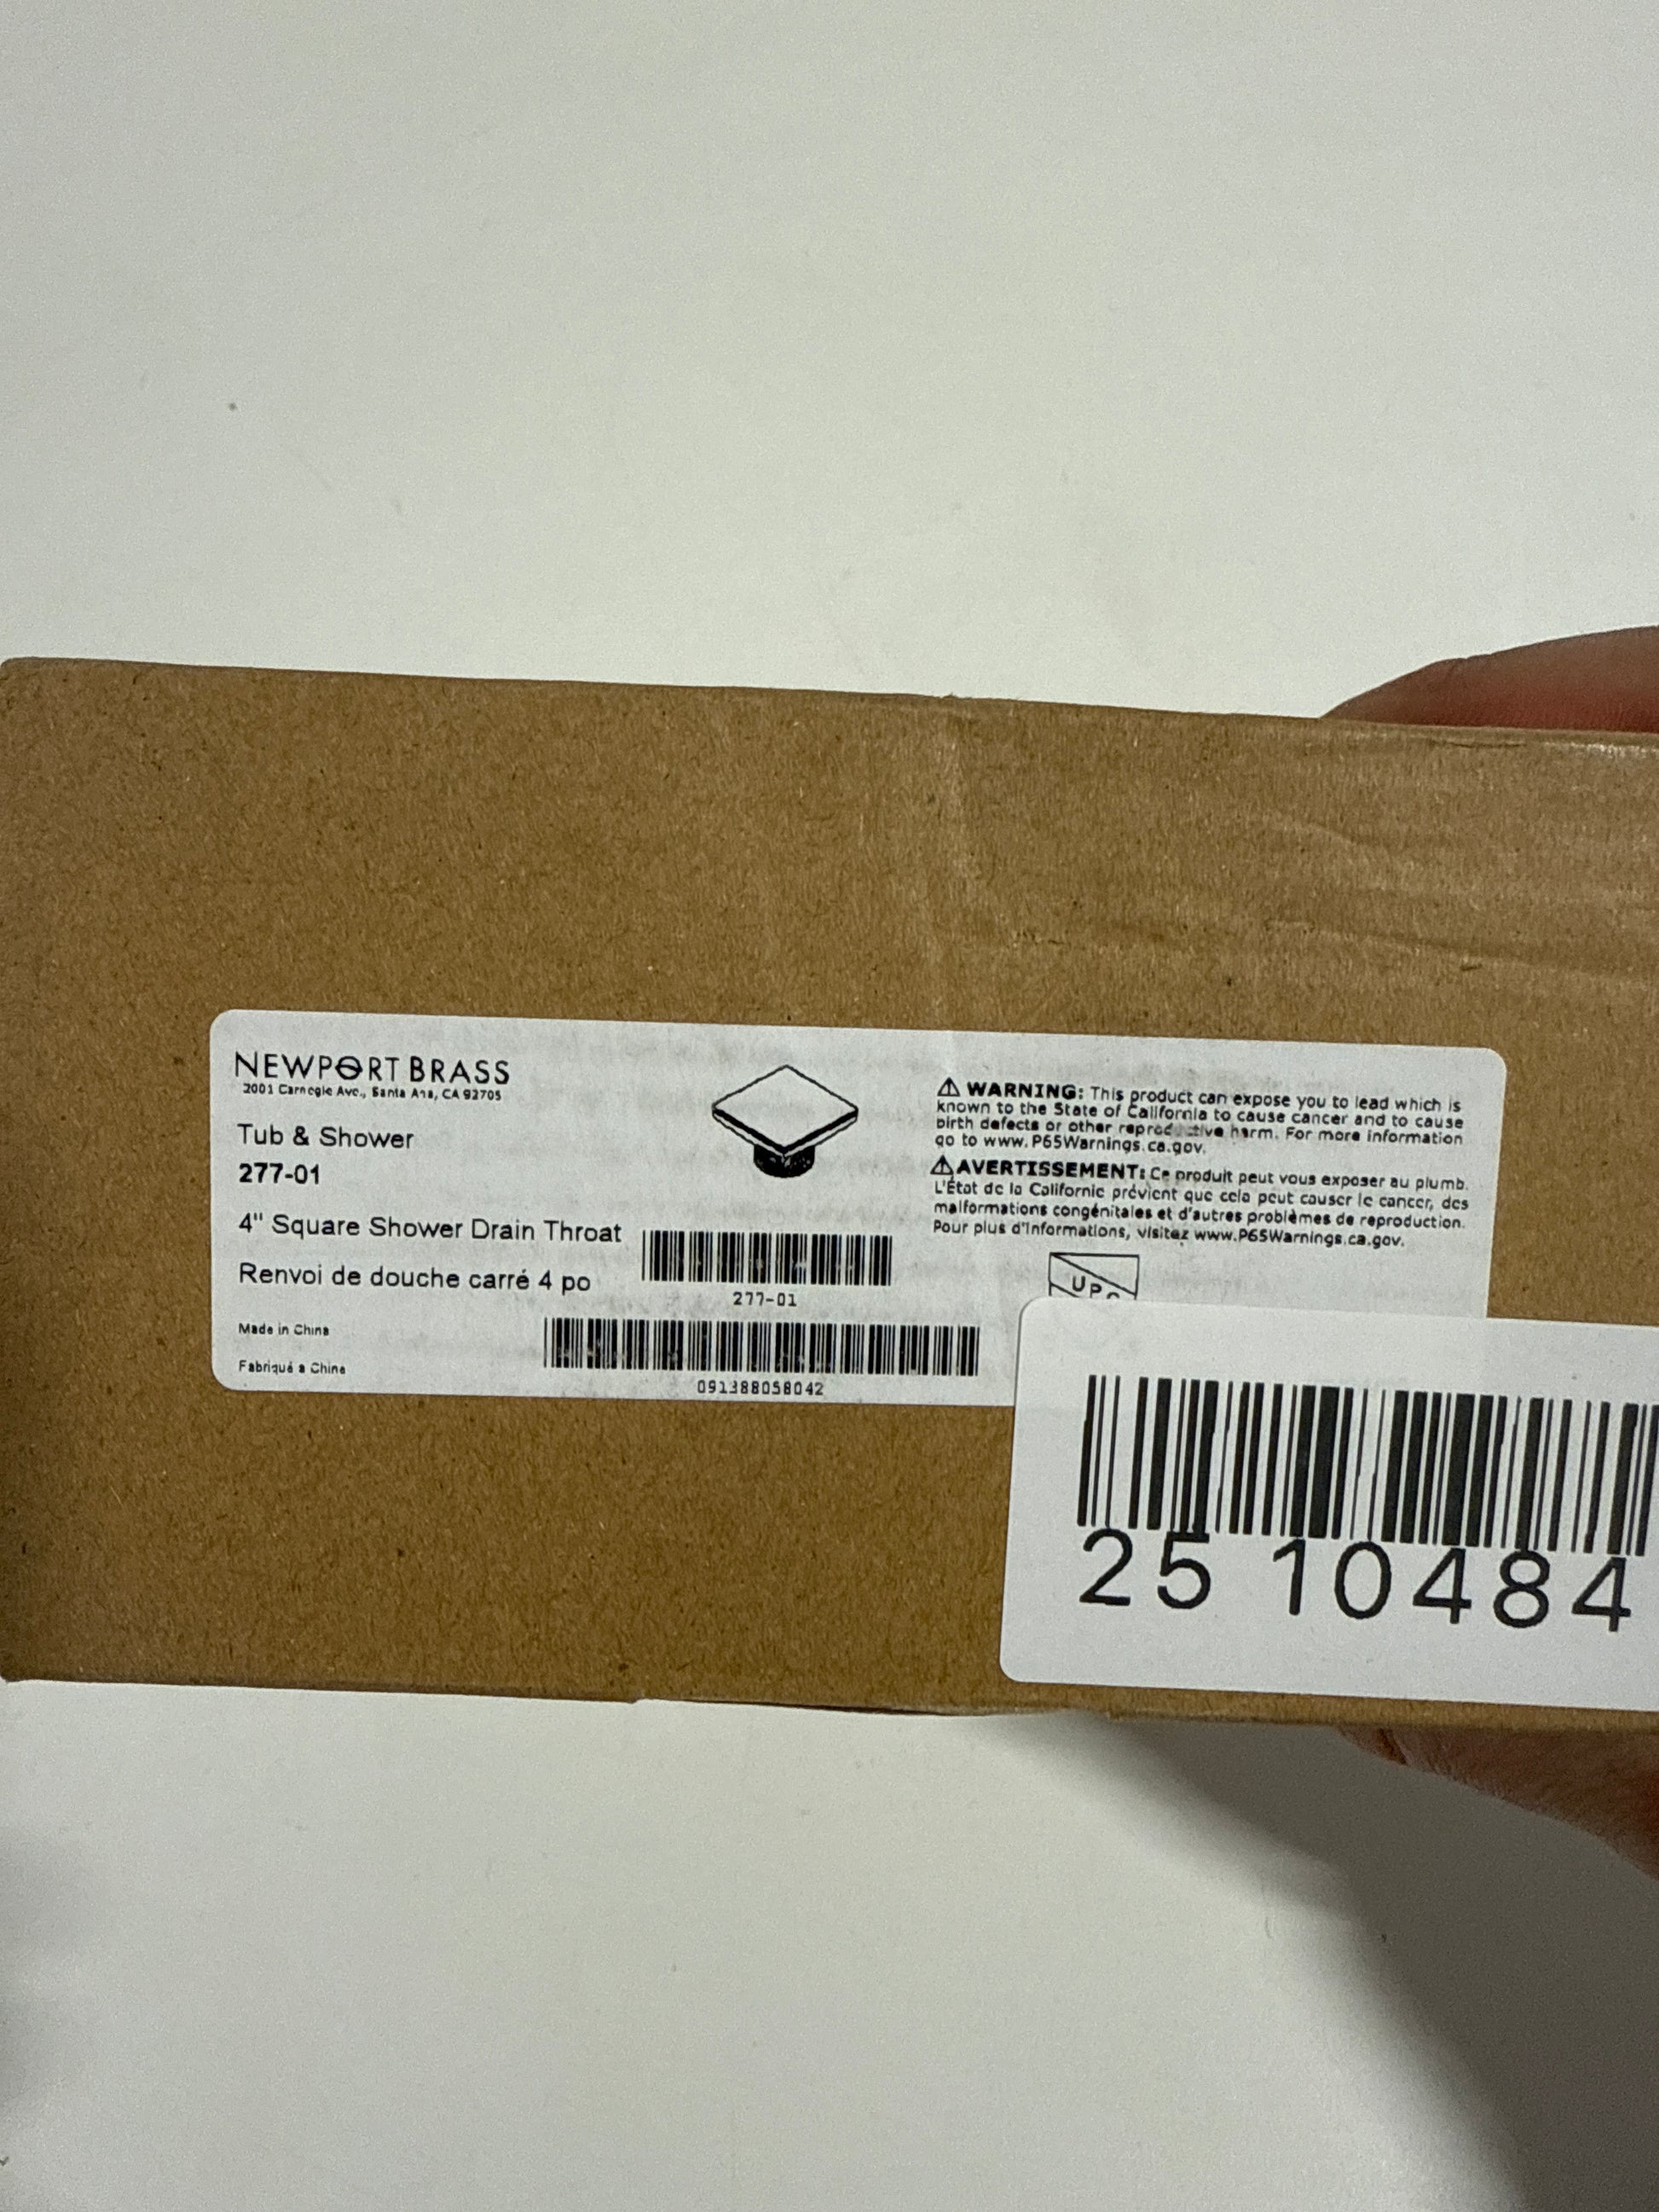 NEWPORT BRASS
2001 Carnegie Ave., Santa Ana, CA 92705
Tub & Shower
277-01
4" Square Shower Drain Throat
Renvoi de douche carré 4 po
Made in China
Fabriqué a China
277-01
091388058042
⚠ WARNING: This product can expose you to lead which is
known to the State of California to cause cancer and to cause
birth defects or other reproductive harm. For more information
go to www.P65Warnings.ca.gov.
⚠ AVERTISSEMENT: Ce produit peut vous exposer au plumb.
L'État de la Californie prévient que cela peut causer le cancer, des
malformations congénitales et d'autres problèmes de reproduction.
Pour plus d'informations, visitez www.P65Warnings.ca.gov.
UPC
25 10484